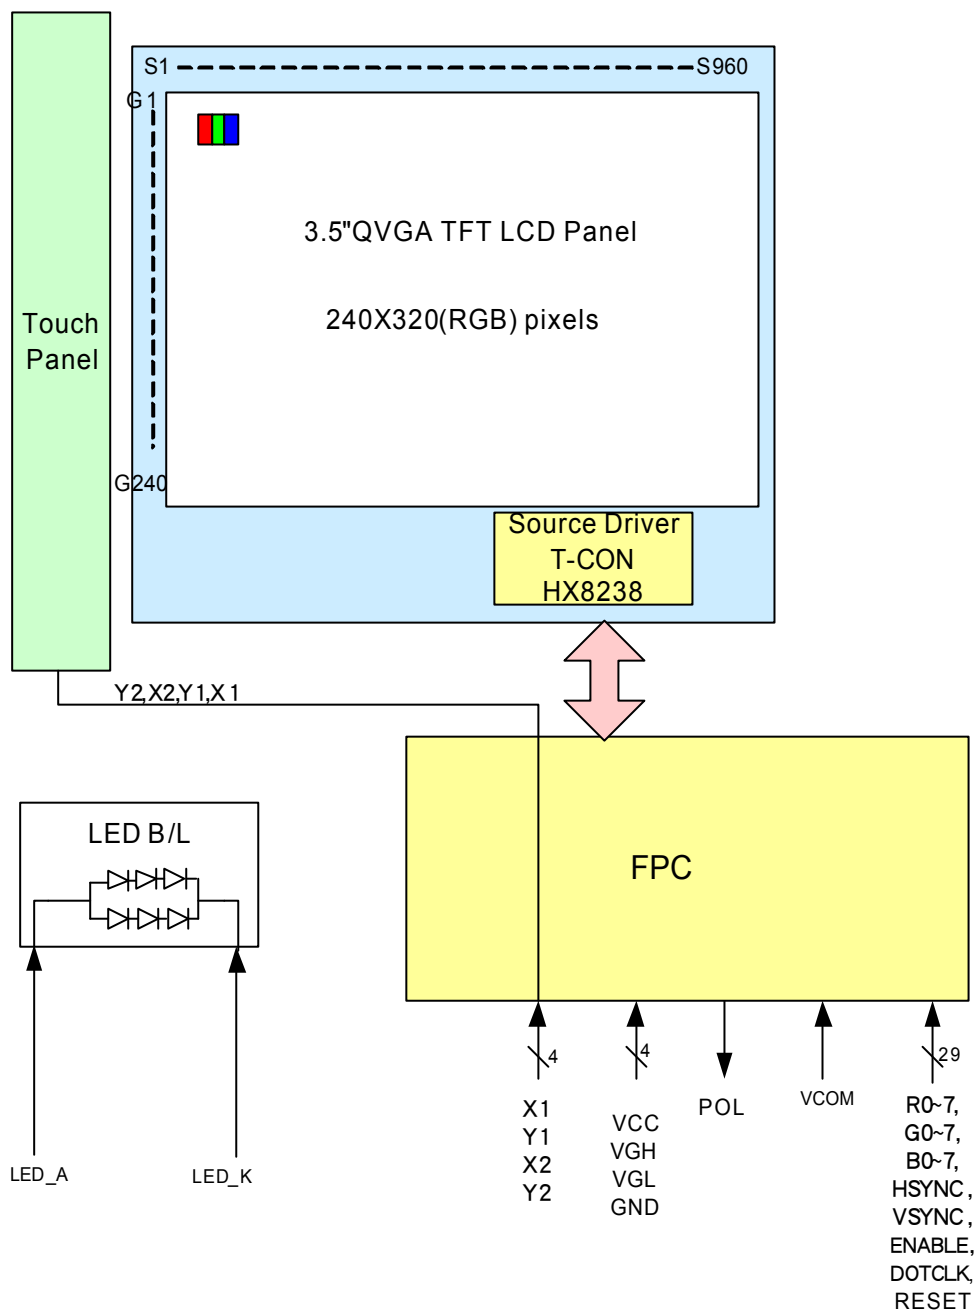 S1
S960
G1
3.5"QVGA TFT LCD Panel
240X320(RGB) pixels
Touch
Panel
G240
Source Driver
T-CON
HX8238
Y2,X2,Y1,X1
LED B/L
FPC
4
4
29
X1
Y1
X2
Y2
VCC
VGH
VGL
GND
POL
VCOM
R0~7,
G0~7,
B0~7,
HSYNC,
VSYNC,
ENABLE,
DOTCLK,
RESET
LED_A
LED_K